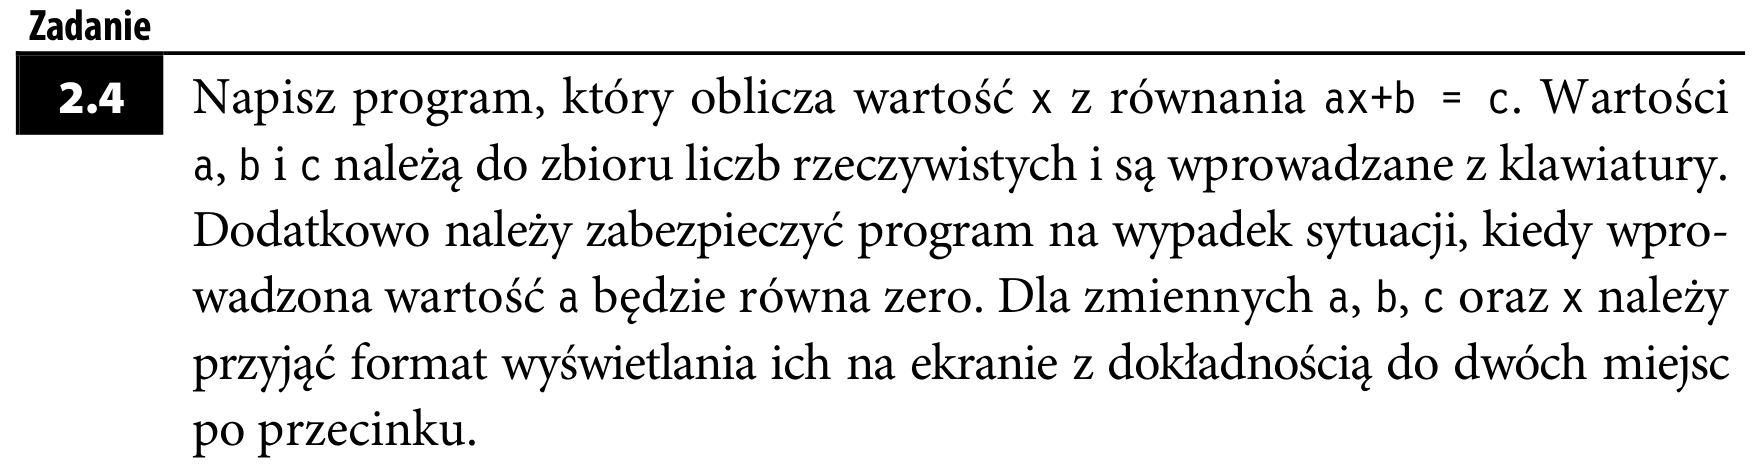 Zadanie
2.4 Napisz program, który oblicza wartość x z równania ax+b = c. Wartości
a, b i c należą do zbioru liczb rzeczywistych i są wprowadzane z klawiatury.
Dodatkowo należy zabezpieczyć program na wypadek sytuacji, kiedy wpro-
wadzona wartość a będzie równa zero. Dla zmiennych a, b, c oraz x należy
przyjąć format wyświetlania ich na ekranie z dokładnością do dwóch miejsc
po przecinku.